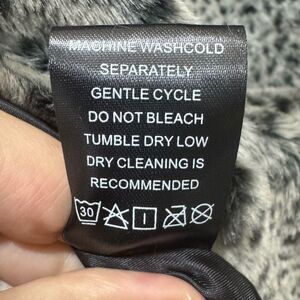 MACHINE WASHCOLD
SEPARATELY
GENTLE CYCLE
DO NOT BLEACH
TUMBLE DRY LOW
DRY CLEANING IS
RECOMMENDED
30